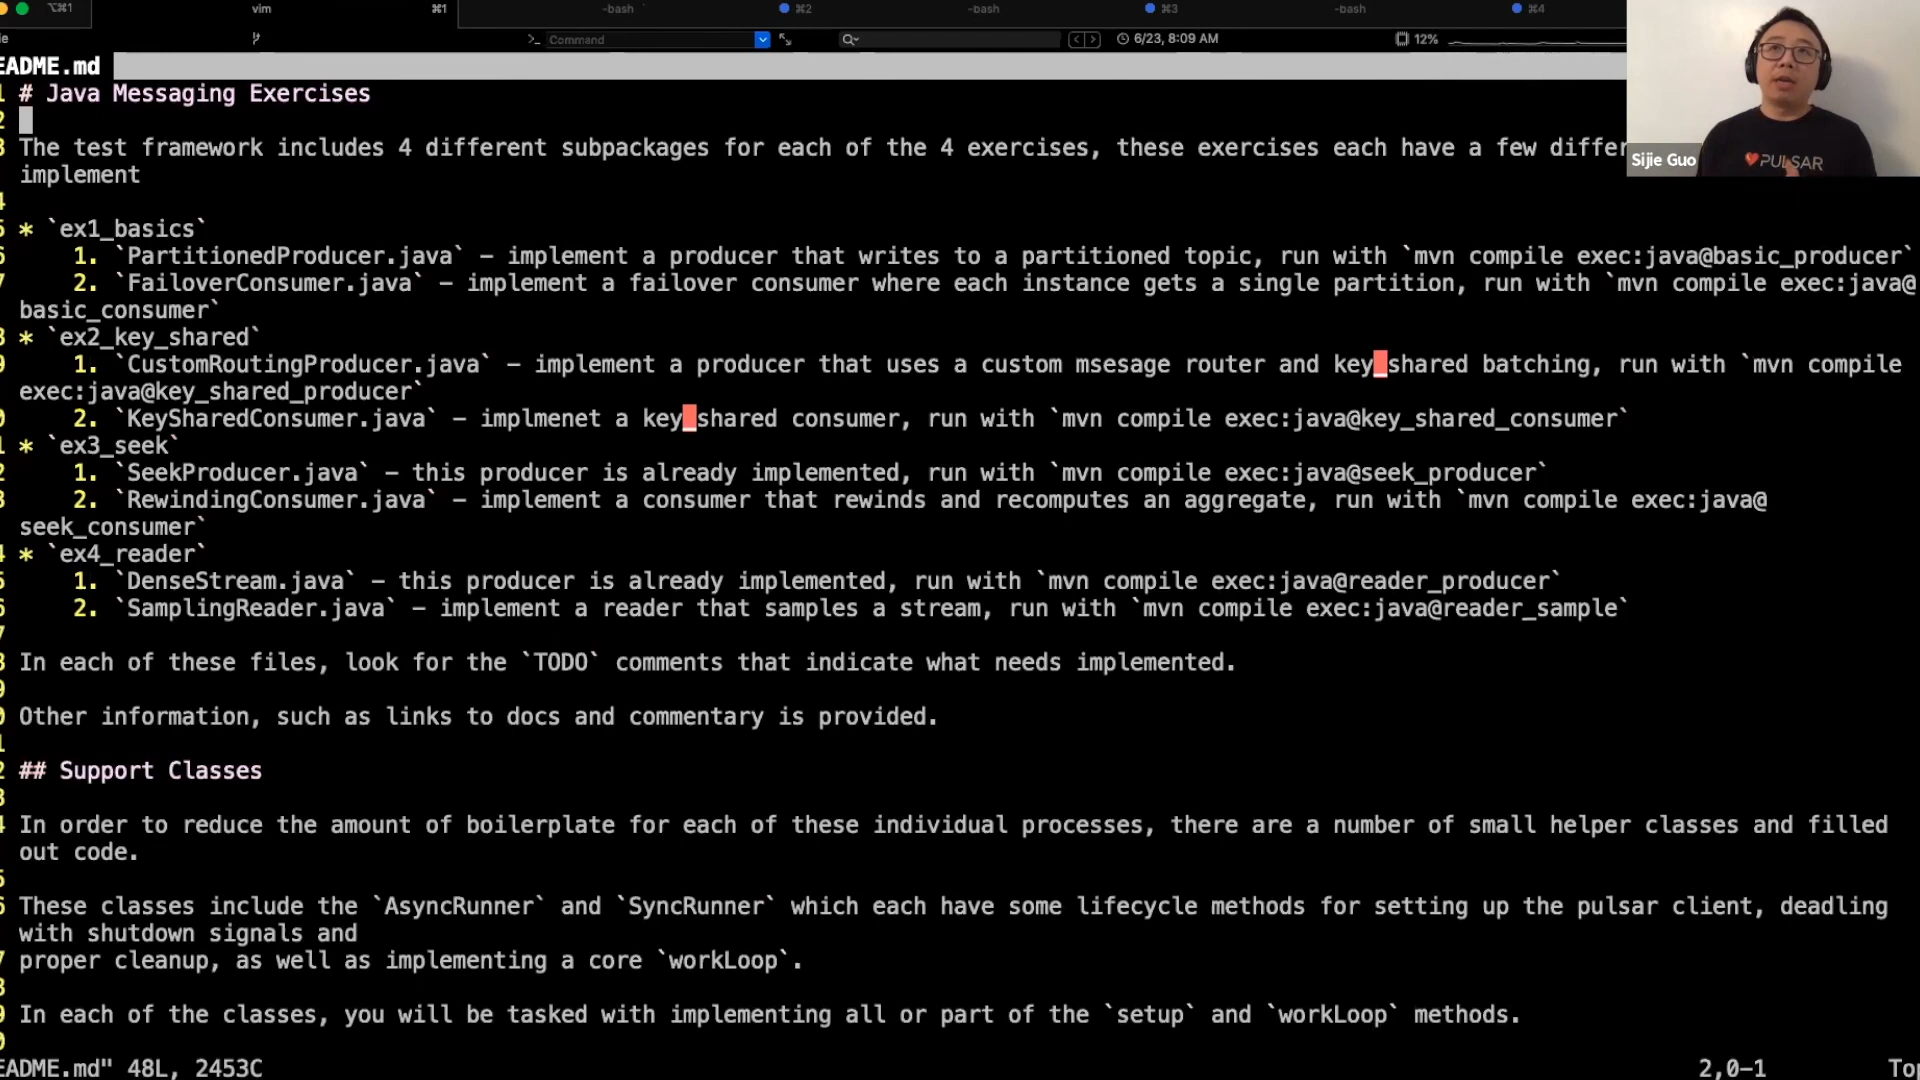 ⌥⌘1 vim ⌘1 -bash ⌘2 -bash ⌘3 -bash ⌘4
Command 6/23, 8:09 AM 12%
EADME.md
1 # Java Messaging Exercises
2
3 The test framework includes 4 different subpackages for each of the 4 exercises, these exercises each have a few differ
implement
4
5 * `ex1_basics`
6 1. `PartitionedProducer.java` – implement a producer that writes to a partitioned topic, run with `mvn compile exec:java@basic_producer`
7 2. `FailoverConsumer.java` – implement a failover consumer where each instance gets a single partition, run with `mvn compile exec:java@
basic_consumer`
8 * `ex2_key_shared`
9 1. `CustomRoutingProducer.java` – implement a producer that uses a custom msesage router and key_shared batching, run with `mvn compile
exec:java@key_shared_producer`
0 2. `KeySharedConsumer.java` – implmenet a key_shared consumer, run with `mvn compile exec:java@key_shared_consumer`
1 * `ex3_seek`
2 1. `SeekProducer.java` – this producer is already implemented, run with `mvn compile exec:java@seek_producer`
3 2. `RewindingConsumer.java` – implement a consumer that rewinds and recomputes an aggregate, run with `mvn compile exec:java@
seek_consumer`
4 * `ex4_reader`
5 1. `DenseStream.java` – this producer is already implemented, run with `mvn compile exec:java@reader_producer`
6 2. `SamplingReader.java` – implement a reader that samples a stream, run with `mvn compile exec:java@reader_sample`
7
8 In each of these files, look for the `TODO` comments that indicate what needs implemented.
9
0 Other information, such as links to docs and commentary is provided.
1
2 ## Support Classes
3
4 In order to reduce the amount of boilerplate for each of these individual processes, there are a number of small helper classes and filled
out code.
5
6 These classes include the `AsyncRunner` and `SyncRunner` which each have some lifecycle methods for setting up the pulsar client, deadling
with shutdown signals and
7 proper cleanup, as well as implementing a core `workLoop`.
8
9 In each of the classes, you will be tasked with implementing all or part of the `setup` and `workLoop` methods.
0
EADME.md" 48L, 2453C 2,0-1 Top
Sijie Guo
PULSAR